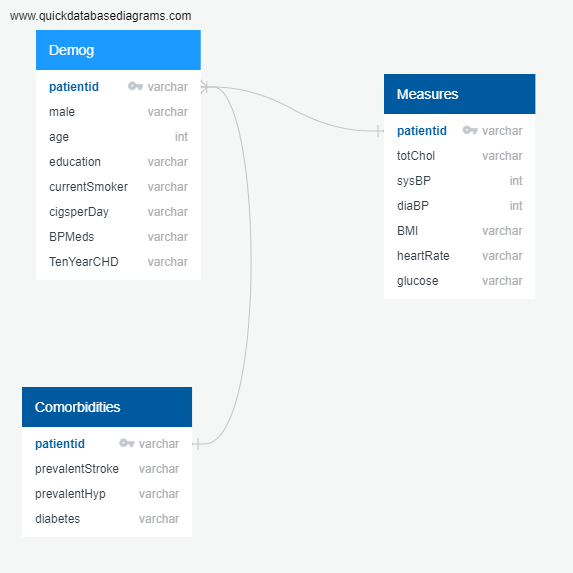 www.quickdatabasediagrams.com
Demog
patientid varchar
male varchar
age int
education varchar
currentSmoker varchar
cigsperDay varchar
BPMeds varchar
TenYearCHD varchar
Measures
patientid varchar
totChol varchar
sysBP int
diaBP int
BMI varchar
heartRate varchar
glucose varchar
Comorbidities
patientid varchar
prevalentStroke varchar
prevalentHyp varchar
diabetes varchar